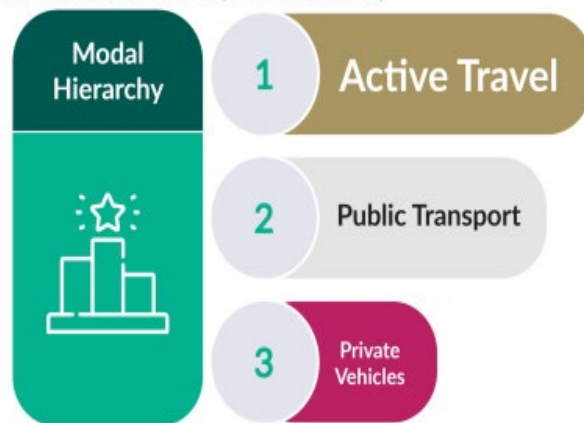 Modal
Hierarchy
1
Active Travel
2
Public Transport
3
Private
Vehicles